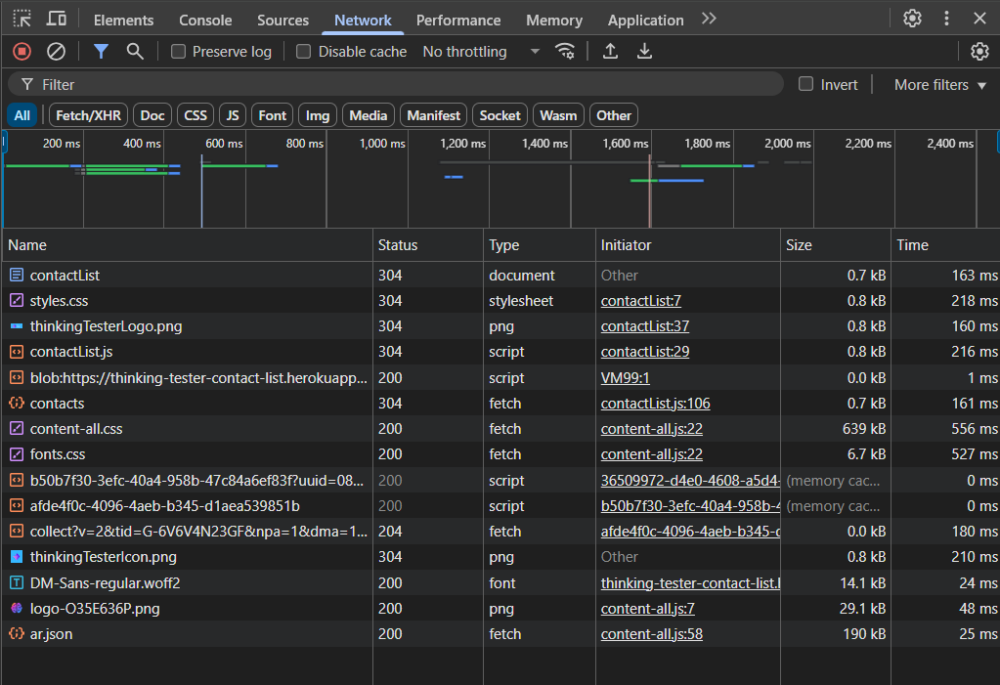 Elements Console Sources Network Performance Memory Application
Preserve log Disable cache No throttling
Filter Invert More filters
All Fetch/XHR Doc CSS JS Font Img Media Manifest Socket Wasm Other
200 ms 400 ms 600 ms 800 ms 1,000 ms 1,200 ms 1,400 ms 1,600 ms 1,800 ms 2,000 ms 2,200 ms 2,400 ms
Name Status Type Initiator Size Time
contactList 304 document Other 0.7 kB 163 ms
styles.css 304 stylesheet contactList:7 0.8 kB 218 ms
thinkingTesterLogo.png 304 png contactList:37 0.8 kB 160 ms
contactList.js 304 script contactList:29 0.8 kB 216 ms
blob:https://thinking-tester-contact-list.herokuapp... 200 script VM99:1 0.0 kB 1 ms
contacts 304 fetch contactList.js:106 0.7 kB 161 ms
content-all.css 200 fetch content-all.js:22 639 kB 556 ms
fonts.css 200 fetch content-all.js:22 6.7 kB 527 ms
b50b7f30-3efc-40a4-958b-47c84a6ef83f?uuid=08... 200 script 36509972-d4e0-4608-a5d4- (memory cac... 0 ms
afde4f0c-4096-4aeb-b345-d1aea539851b 200 script b50b7f30-3efc-40a4-958b-4 (memory cac... 0 ms
collect?v=2&tid=G-6V6V4N23GF&npa=1&dma=1... 204 fetch afde4f0c-4096-4aeb-b345-d 0.0 kB 180 ms
thinkingTesterIcon.png 304 png Other 0.8 kB 210 ms
DM-Sans-regular.woff2 200 font thinking-tester-contact-list.h 14.1 kB 24 ms
logo-O35E636P.png 200 png content-all.js:7 29.1 kB 48 ms
ar.json 200 fetch content-all.js:58 190 kB 25 ms